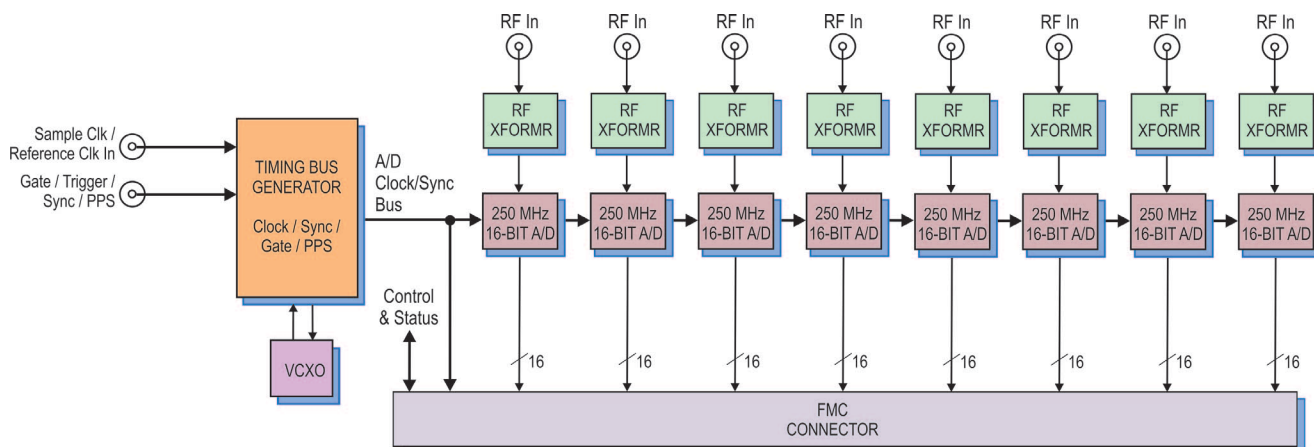 RF In
RF In
RF In
RF In
RF In
RF In
RF In
RF In
RF
XFORMR
RF
XFORMR
RF
XFORMR
RF
XFORMR
RF
XFORMR
RF
XFORMR
RF
XFORMR
RF
XFORMR
Sample Clk /
Reference Clk In
Gate / Trigger /
Sync / PPS
TIMING BUS
GENERATOR
Clock / Sync /
Gate / PPS
A/D
Clock/Sync
Bus
250 MHz
16-BIT A/D
250 MHz
16-BIT A/D
250 MHz
16-BIT A/D
250 MHz
16-BIT A/D
250 MHz
16-BIT A/D
250 MHz
16-BIT A/D
250 MHz
16-BIT A/D
250 MHz
16-BIT A/D
Control
& Status
VCXO
16
16
16
16
16
16
16
16
FMC
CONNECTOR